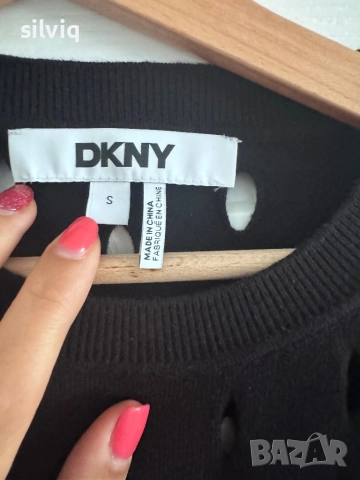 silviq
DKNY
S
MADE IN CHINA
FABRIQUÉ EN CHINE
BAZAR